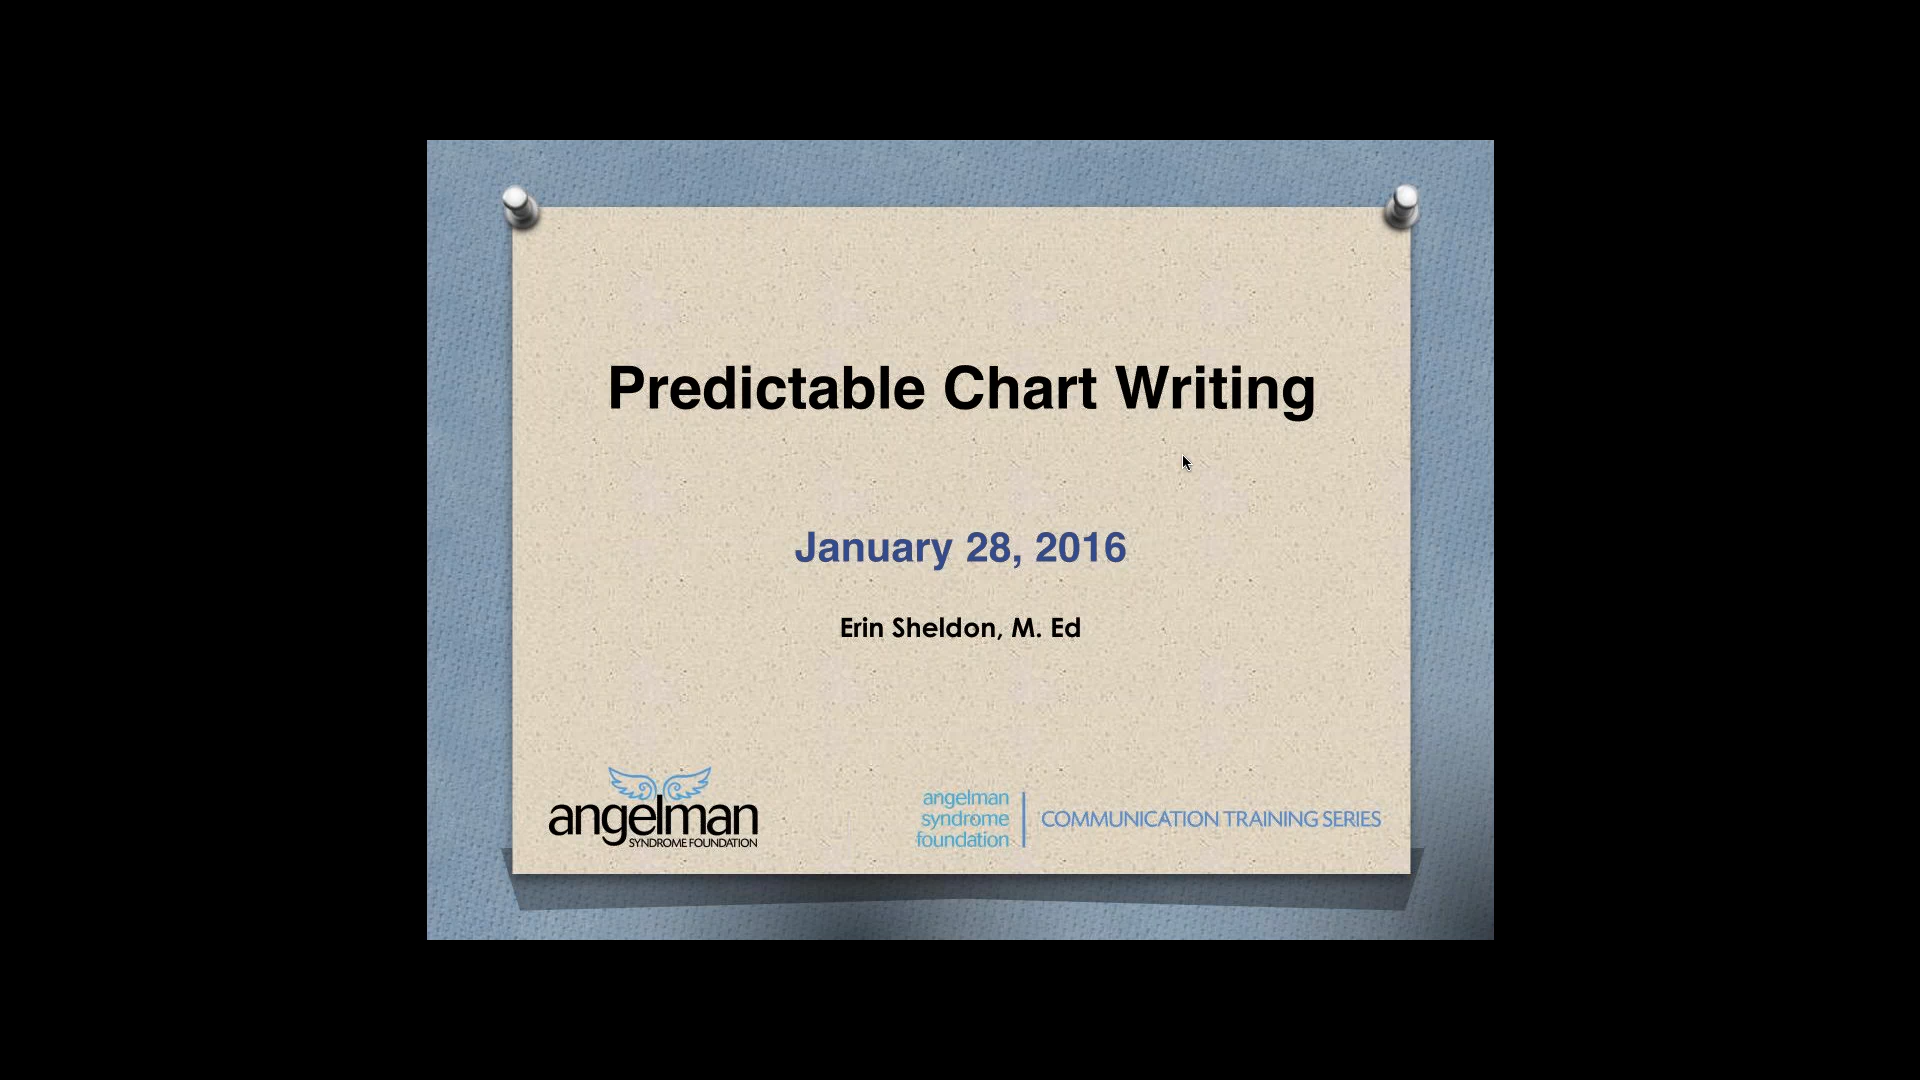 Predictable Chart Writing
January 28, 2016
Erin Sheldon, M. Ed
angelman
SYNDROME FOUNDATION
angelman
syndrome
foundation
COMMUNICATION TRAINING SERIES